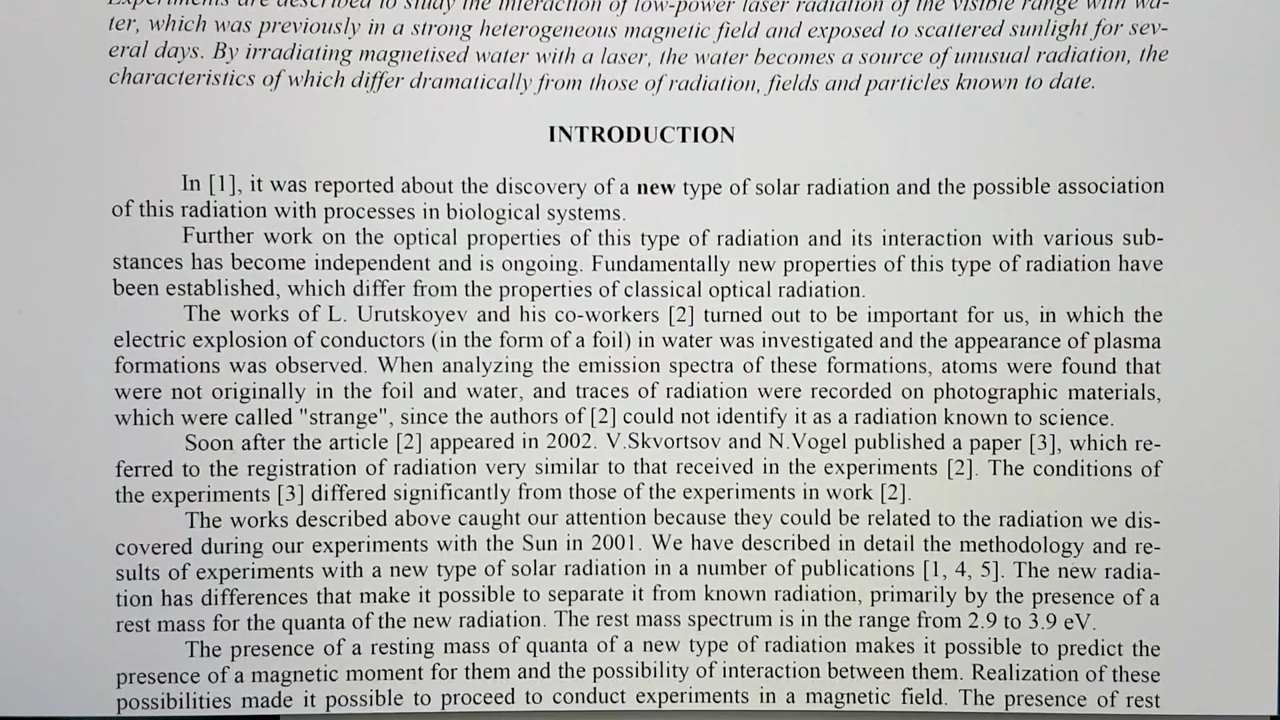 Experiments are described to study the interaction of low-power laser radiation of the visible range with wa-
ter, which was previously in a strong heterogeneous magnetic field and exposed to scattered sunlight for sev-
eral days. By irradiating magnetised water with a laser, the water becomes a source of unusual radiation, the
characteristics of which differ dramatically from those of radiation, fields and particles known to date.
INTRODUCTION
In [1], it was reported about the discovery of a new type of solar radiation and the possible association
of this radiation with processes in biological systems.
Further work on the optical properties of this type of radiation and its interaction with various sub-
stances has become independent and is ongoing. Fundamentally new properties of this type of radiation have
been established, which differ from the properties of classical optical radiation.
The works of L. Urutskoyev and his co-workers [2] turned out to be important for us, in which the
electric explosion of conductors (in the form of a foil) in water was investigated and the appearance of plasma
formations was observed. When analyzing the emission spectra of these formations, atoms were found that
were not originally in the foil and water, and traces of radiation were recorded on photographic materials,
which were called "strange", since the authors of [2] could not identify it as a radiation known to science.
Soon after the article [2] appeared in 2002. V.Skvortsov and N.Vogel published a paper [3], which re-
ferred to the registration of radiation very similar to that received in the experiments [2]. The conditions of
the experiments [3] differed significantly from those of the experiments in work [2].
The works described above caught our attention because they could be related to the radiation we dis-
covered during our experiments with the Sun in 2001. We have described in detail the methodology and re-
sults of experiments with a new type of solar radiation in a number of publications [1, 4, 5]. The new radia-
tion has differences that make it possible to separate it from known radiation, primarily by the presence of a
rest mass for the quanta of the new radiation. The rest mass spectrum is in the range from 2.9 to 3.9 eV.
The presence of a resting mass of quanta of a new type of radiation makes it possible to predict the
presence of a magnetic moment for them and the possibility of interaction between them. Realization of these
possibilities made it possible to proceed to conduct experiments in a magnetic field. The presence of rest